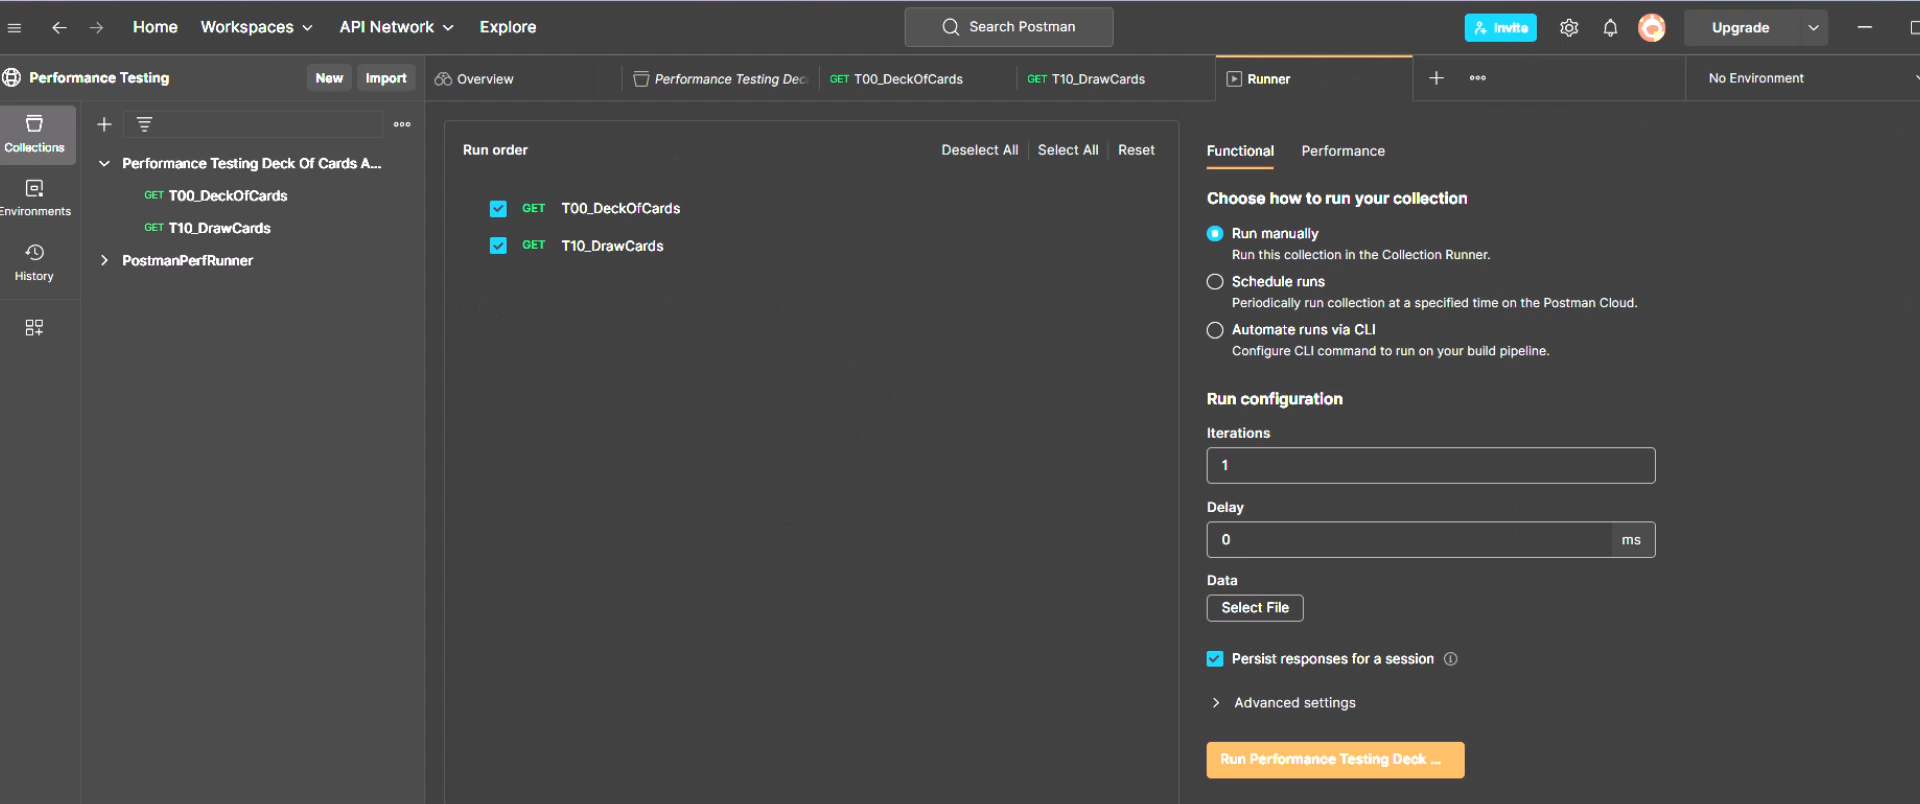 Home Workspaces API Network Explore Search Postman Invite Upgrade
Performance Testing New Import Overview Performance Testing Dec GET T00_DeckOfCards GET T10_DrawCards Runner No Environment
Collections
Environments
History
Performance Testing Deck Of Cards A...
GET T00_DeckOfCards
GET T10_DrawCards
PostmanPerfRunner
Run order Deselect All Select All Reset
GET T00_DeckOfCards
GET T10_DrawCards
Functional Performance
Choose how to run your collection
Run manually
Run this collection in the Collection Runner.
Schedule runs
Periodically run collection at a specified time on the Postman Cloud.
Automate runs via CLI
Configure CLI command to run on your build pipeline.
Run configuration
Iterations
1
Delay
0 ms
Data
Select File
Persist responses for a session
Advanced settings
Run Performance Testing Deck ...